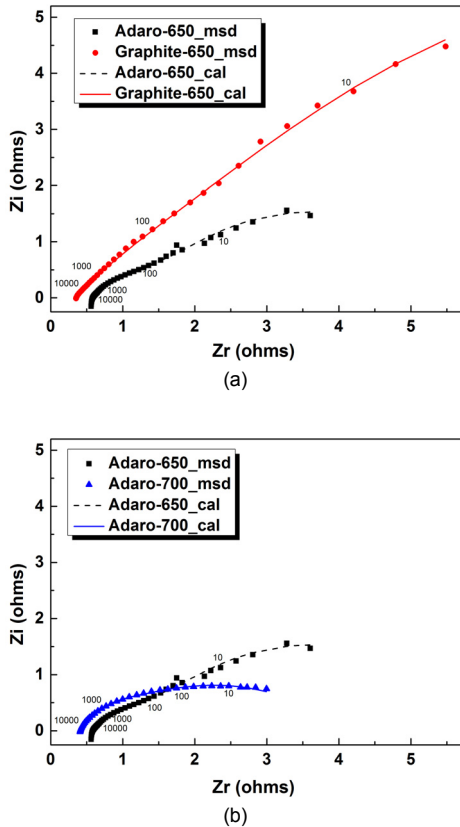 5
4
3
2
1
0
Zi (ohms)
Adaro-650_msd
Graphite-650_msd
Adaro-650_cal
Graphite-650_cal
10
100
1000
10000
10
100
1000
10000
0 1 2 3 4 5
Zr (ohms)
(a)
5
4
3
2
1
0
Zi (ohms)
Adaro-650_msd
Adaro-700_msd
Adaro-650_cal
Adaro-700_cal
10
10
100
100
1000
1000
10000
10000
0 1 2 3 4 5
Zr (ohms)
(b)